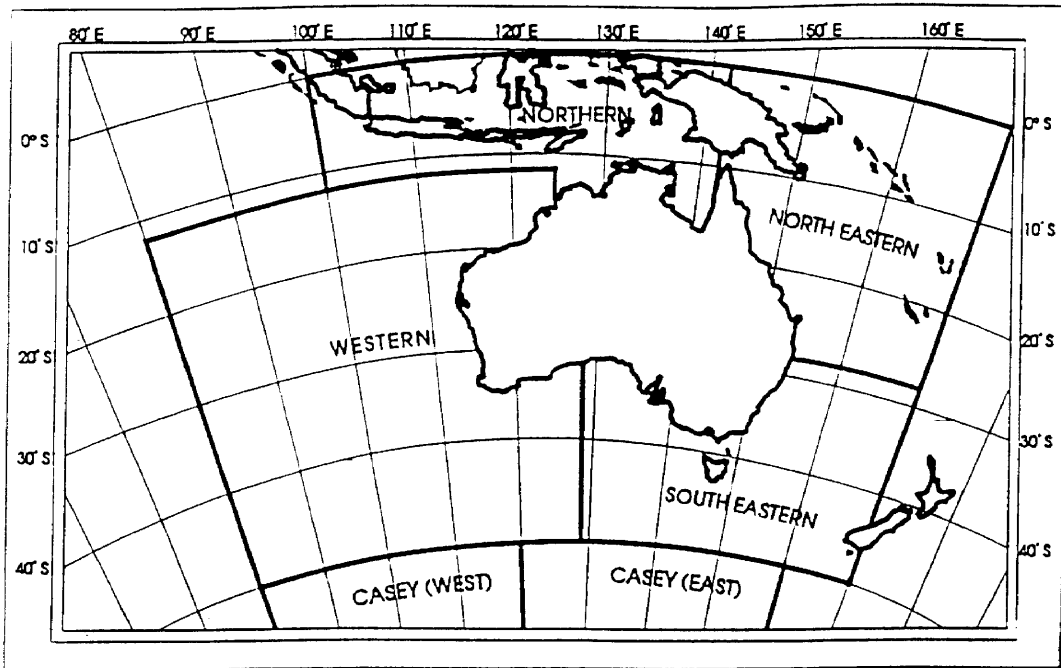 80° E 90° E 100° E 110° E 120° E 130° E 140° E 150° E 160° E
0° S 0° S
10° S 10° S
20° S 20° S
30° S 30° S
40° S 40° S
NORTHERN
NORTH EASTERN
WESTERN
SOUTH EASTERN
CASEY (WEST) CASEY (EAST)